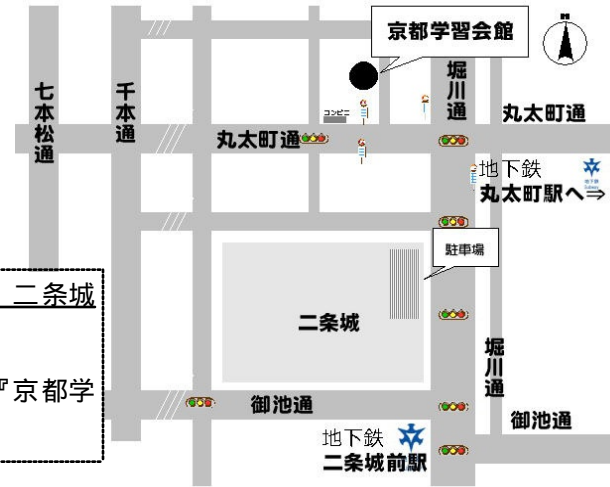 京都学習会館
N
七本松通
千本通
堀川通
コンビニ
丸太町通
丸太町通
地下鉄
丸太町駅へ⇒
駐車場
二条城
二条城
『京都学
堀川通
御池通
御池通
地下鉄
二条城前駅